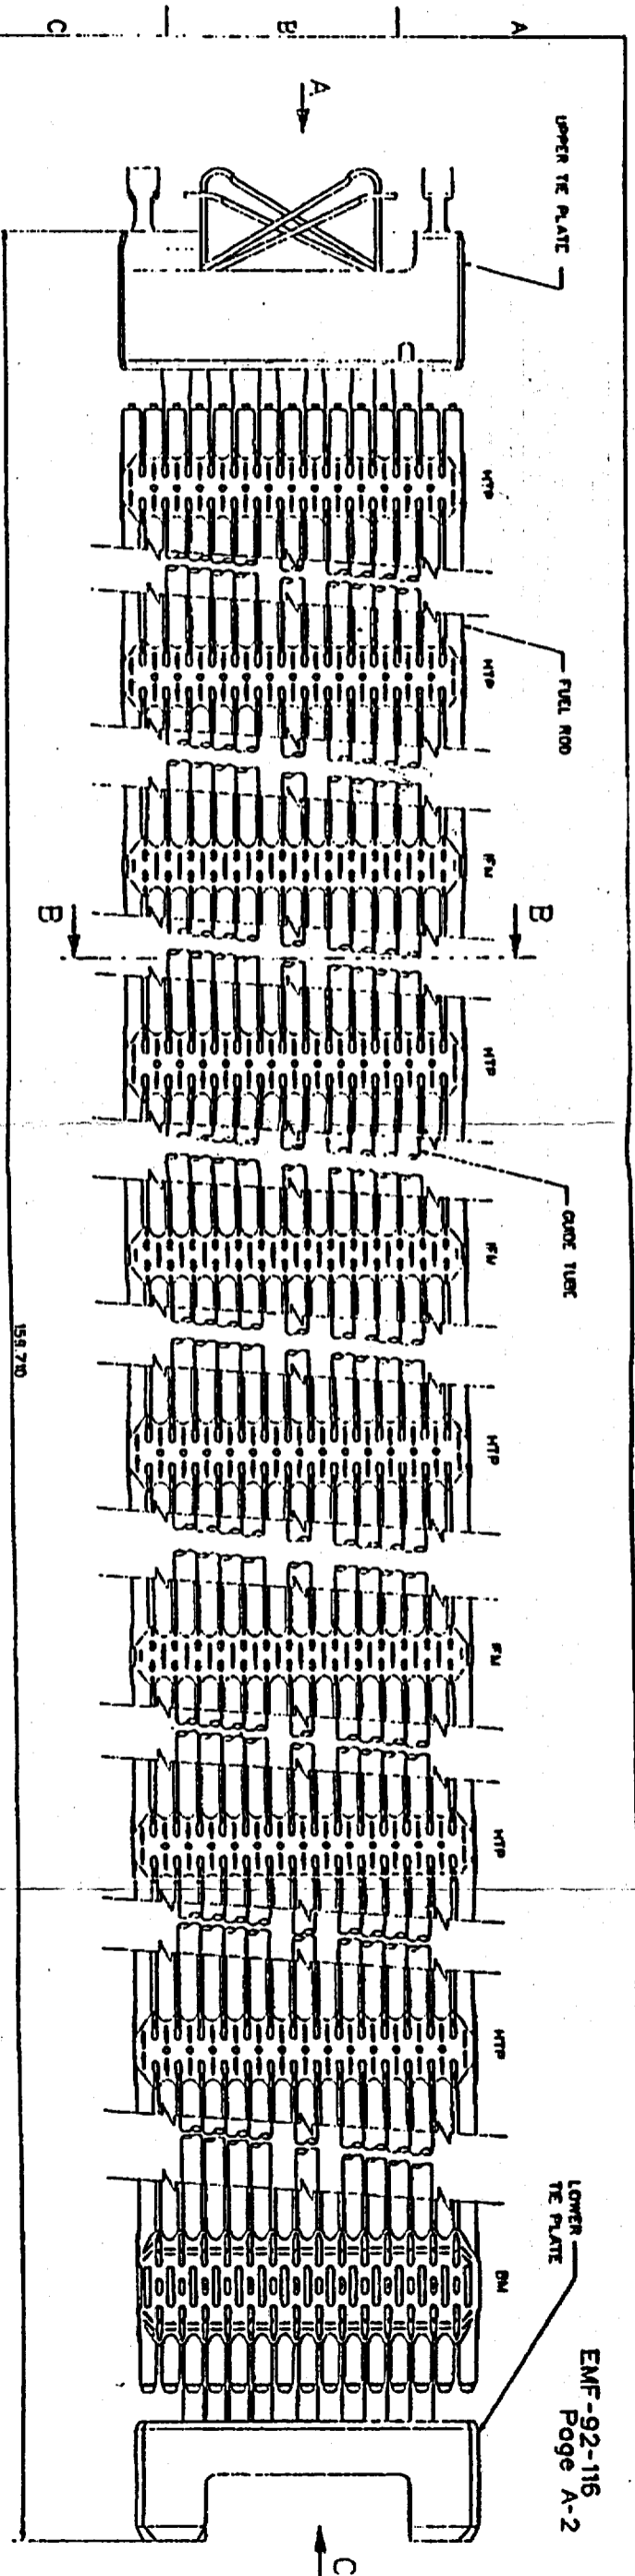 C
B
A
A
UPPER TIE PLATE
HTP
HTP
FUEL ROD
IFM
B
B
HTP
GUIDE TUBE
IFM
159.710
HTP
IFM
HTP
HTP
LOWER
TIE PLATE
BM
EMF-92-116
Page A-2
C